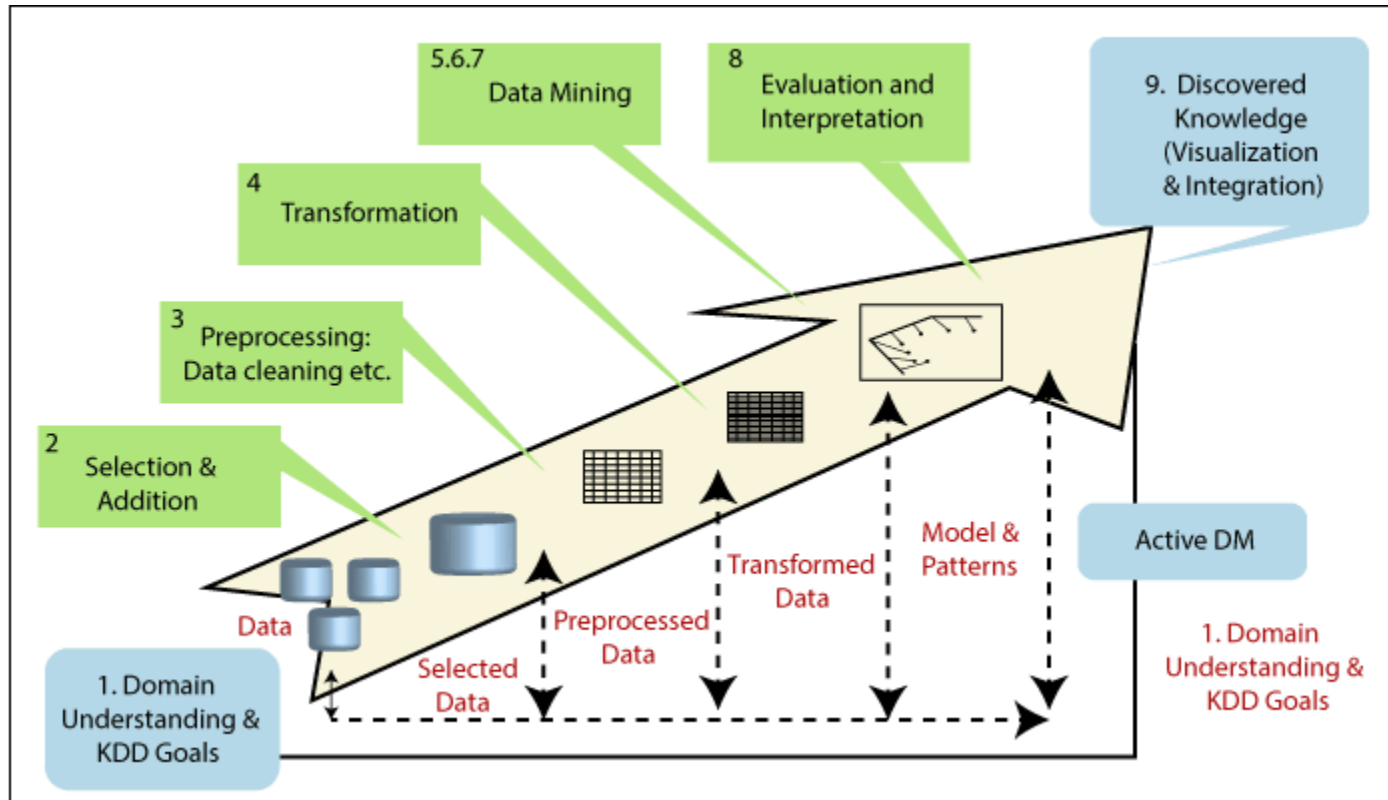 5.6.7
Data Mining
8
Evaluation and
Interpretation
9. Discovered
Knowledge
(Visualization
& Integration)
4
Transformation
3
Preprocessing:
Data cleaning etc.
2
Selection &
Addition
Data
Selected
Data
Preprocessed
Data
Transformed
Data
Model &
Patterns
Active DM
1. Domain
Understanding &
KDD Goals
1. Domain
Understanding &
KDD Goals